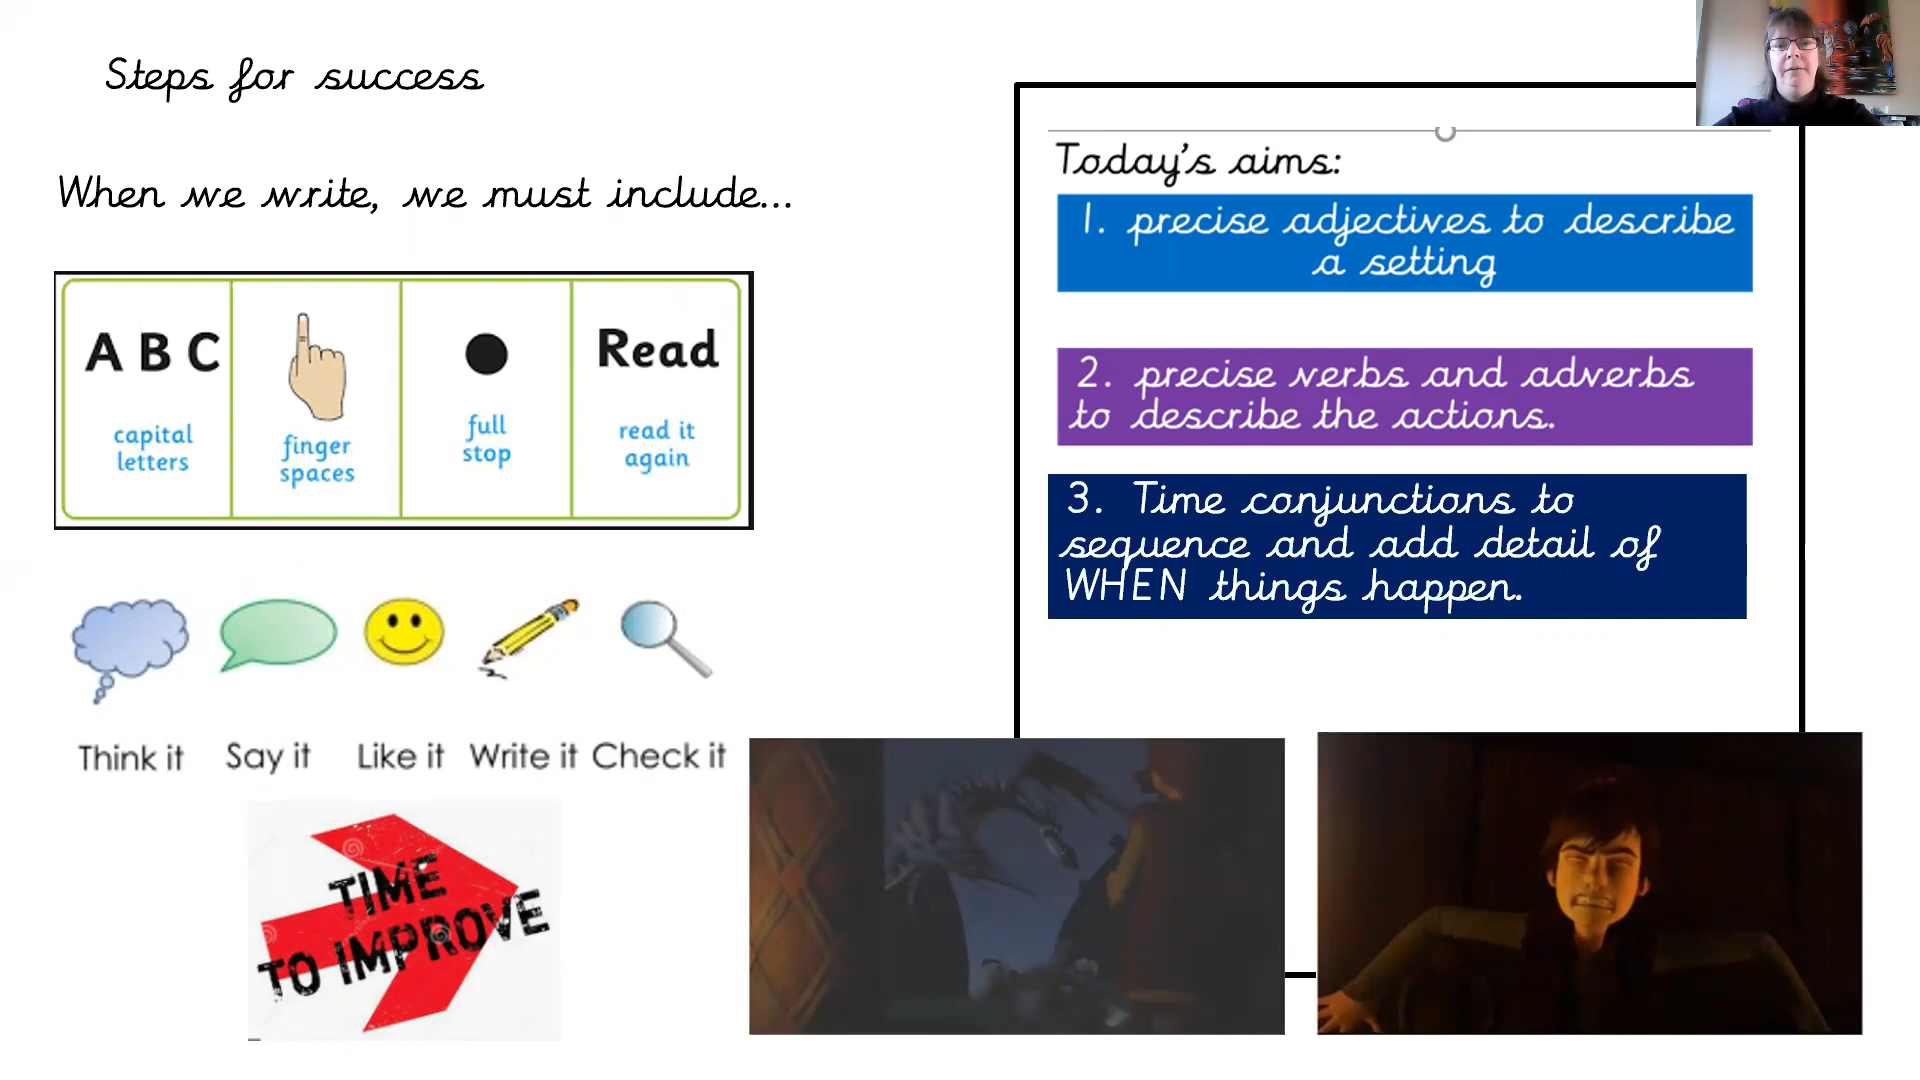 Steps for success
When we write, we must include...
A B C
capital
letters
finger
spaces
full
stop
Read
read it
again
Think it
Say it
Like it
Write it
Check it
TIME
TO IMPROVE
Today's aims:
1. precise adjectives to describe
a setting
2. precise verbs and adverbs
to describe the actions.
3. Time conjunctions to
sequence and add detail of
WHEN things happen.